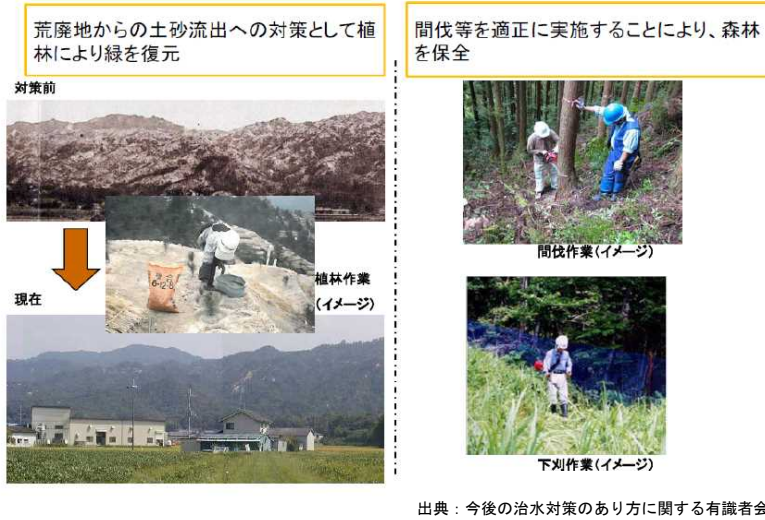 荒廃地からの土砂流出への対策として植
林により緑を復元
対策前
植林作業
(イメージ)
現在
間伐等を適正に実施することにより、森林
を保全
間伐作業(イメージ)
下刈作業(イメージ)
出典：今後の治水対策のあり方に関する有識者会